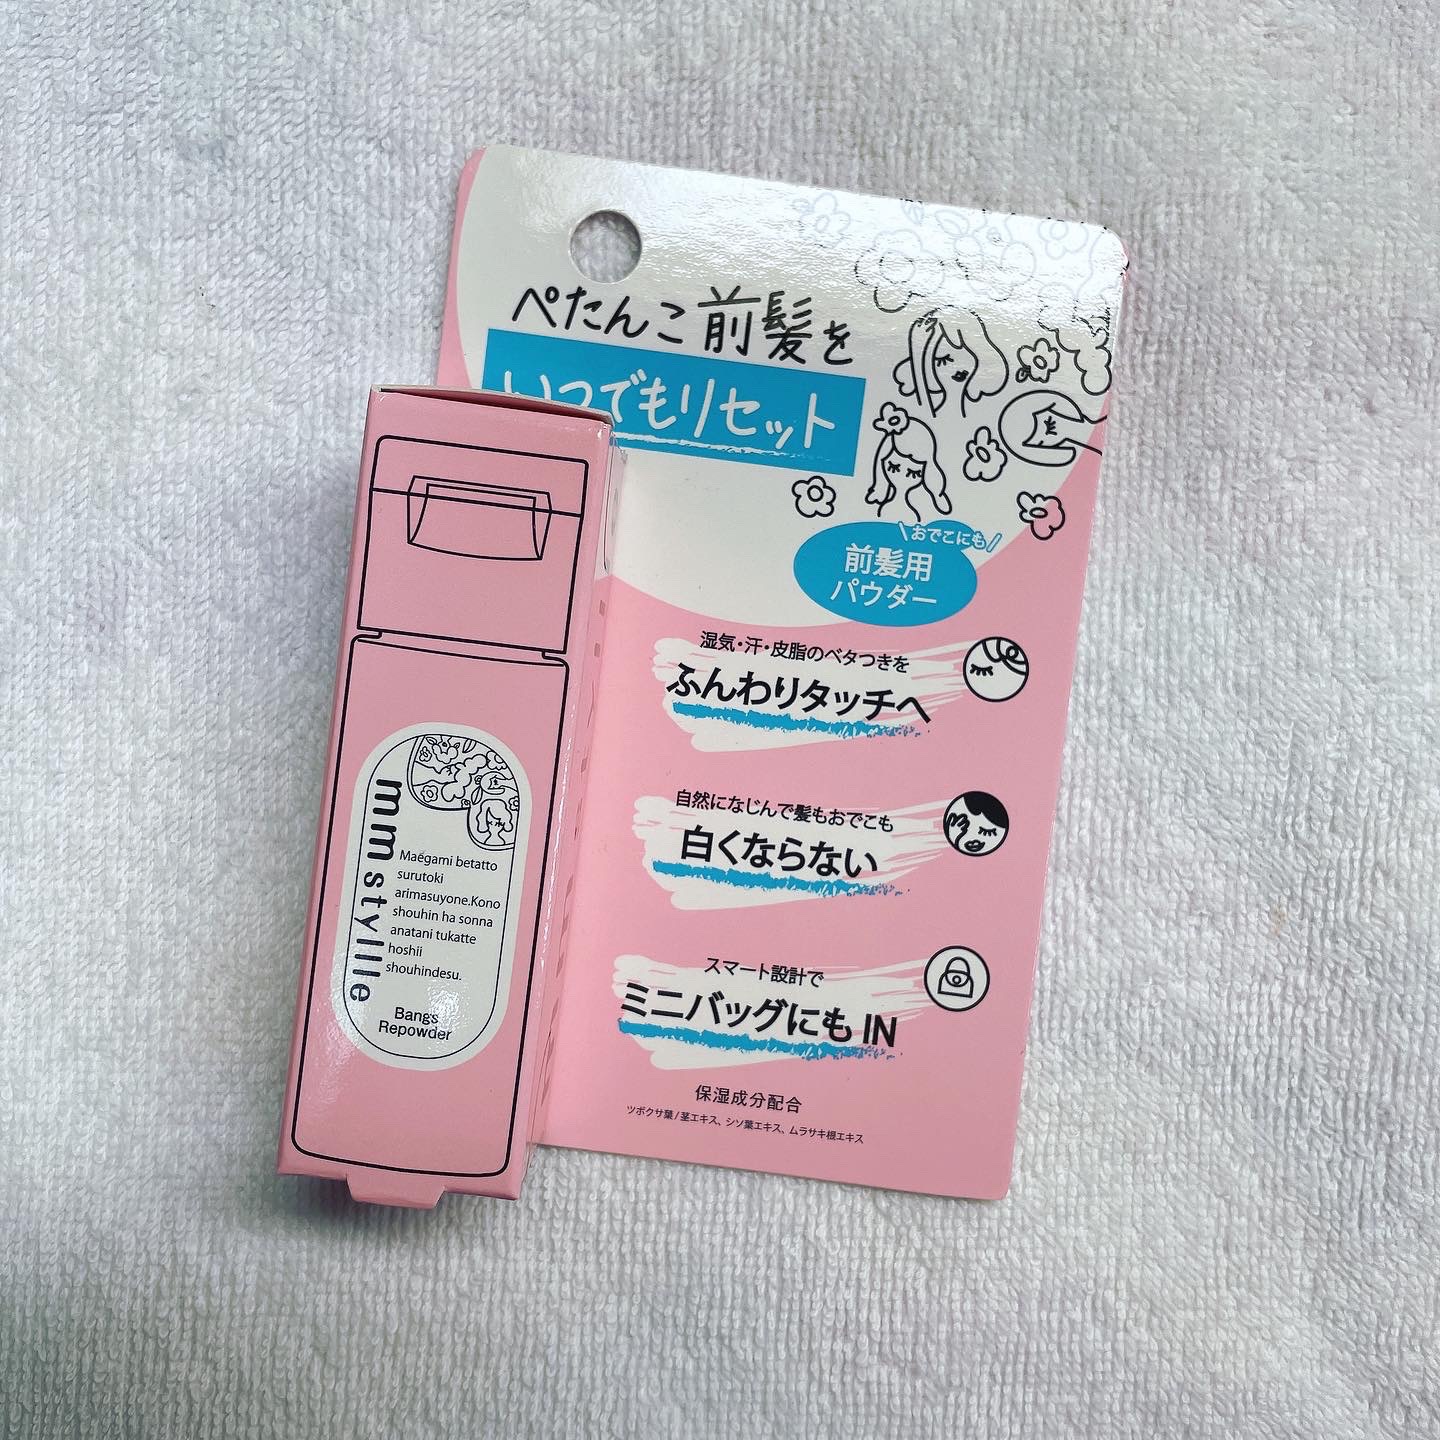 ぺたんこ前髪を
いつでもリセット
\おでこにも/
前髪用
パウダー
湿気・汗・皮脂のベタつきを
ふんわりタッチへ
自然になじんで髪もおでこも
白くならない
スマート設計で
ミニバッグにも IN
保湿成分配合
ツボクサ葉/茎エキス、シソ葉エキス、ムラサキ根エキス
mm styllle
Maegami betatto
surutoki
arimasuyone.Kono
shouhin ha sonna
anatani tukatte
hoshii
shouhindesu.
Bangs
Repowder